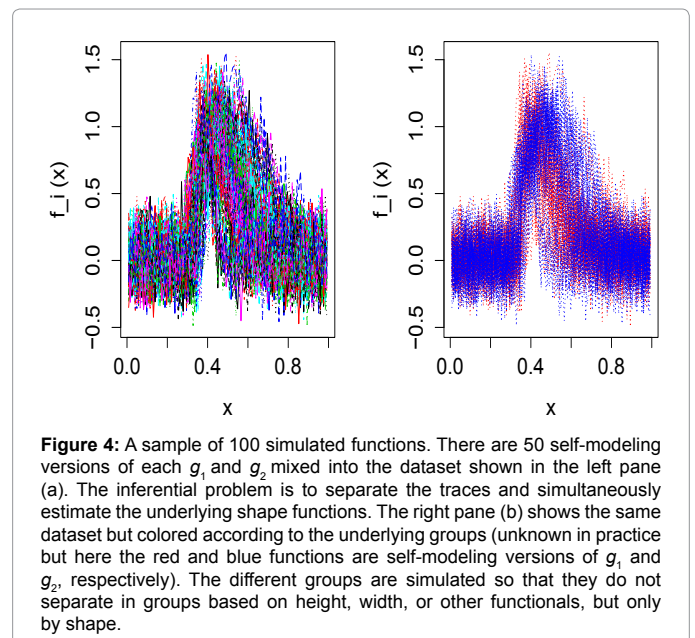 f_i (x)
1.5
1.0
0.5
0.0
−0.5
0.0 0.4 0.8
x
f_i (x)
1.5
1.0
0.5
0.0
−0.5
0.0 0.4 0.8
x
Figure 4: A sample of 100 simulated functions. There are 50 self-modeling
versions of each g1 and g2 mixed into the dataset shown in the left pane
(a). The inferential problem is to separate the traces and simultaneously
estimate the underlying shape functions. The right pane (b) shows the same
dataset but colored according to the underlying groups (unknown in practice
but here the red and blue functions are self-modeling versions of g1 and
g2, respectively). The different groups are simulated so that they do not
separate in groups based on height, width, or other functionals, but only
by shape.